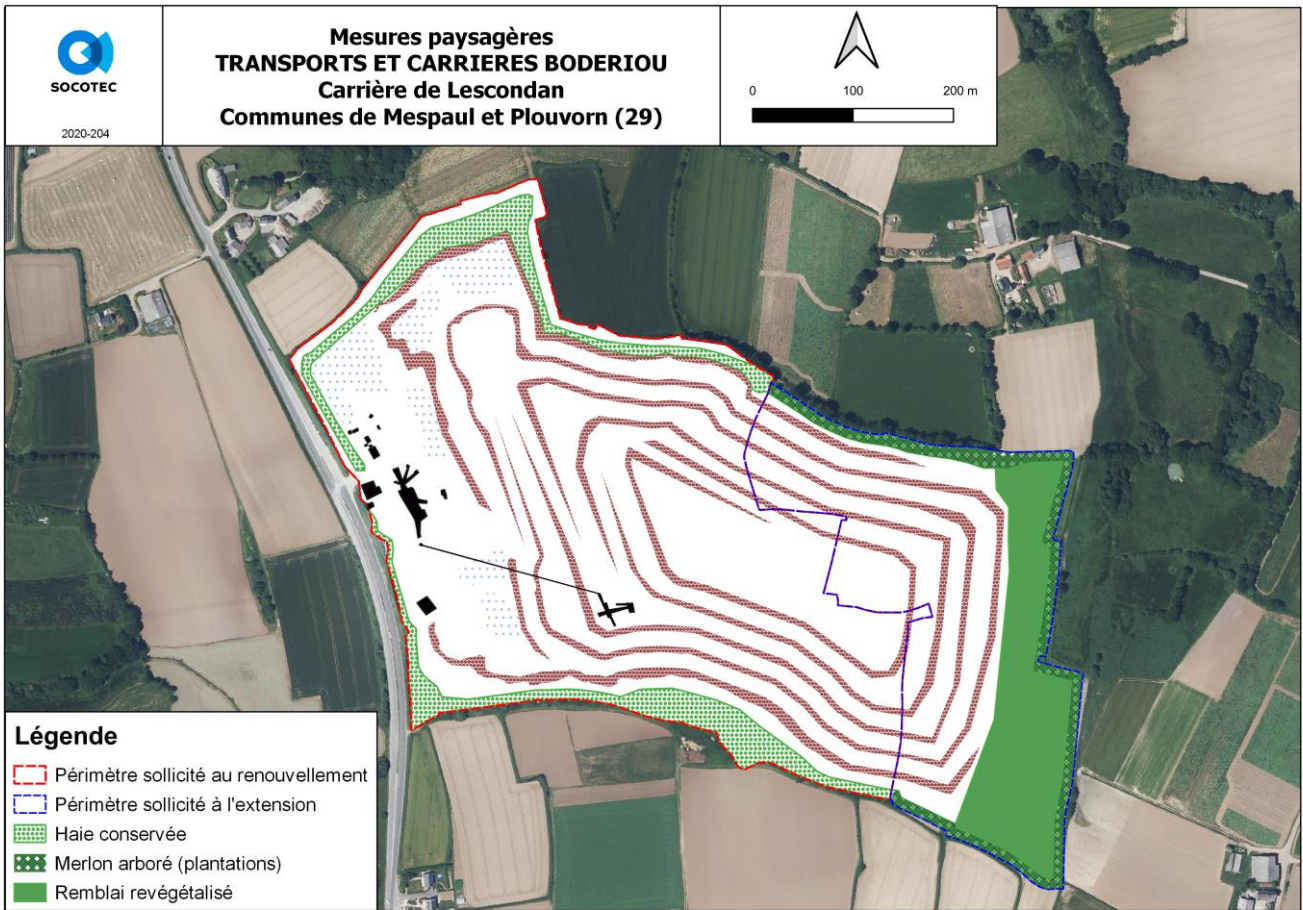 SOCOTEC
2020-204
Mesures paysagères
TRANSPORTS ET CARRIERES BODERIOU
Carrière de Lescondan
Communes de Mespaul et Plouvorn (29)
0 100 200 m
Légende
Périmètre sollicité au renouvellement
Périmètre sollicité à l'extension
Haie conservée
Merlon arboré (plantations)
Remblai revégétalisé